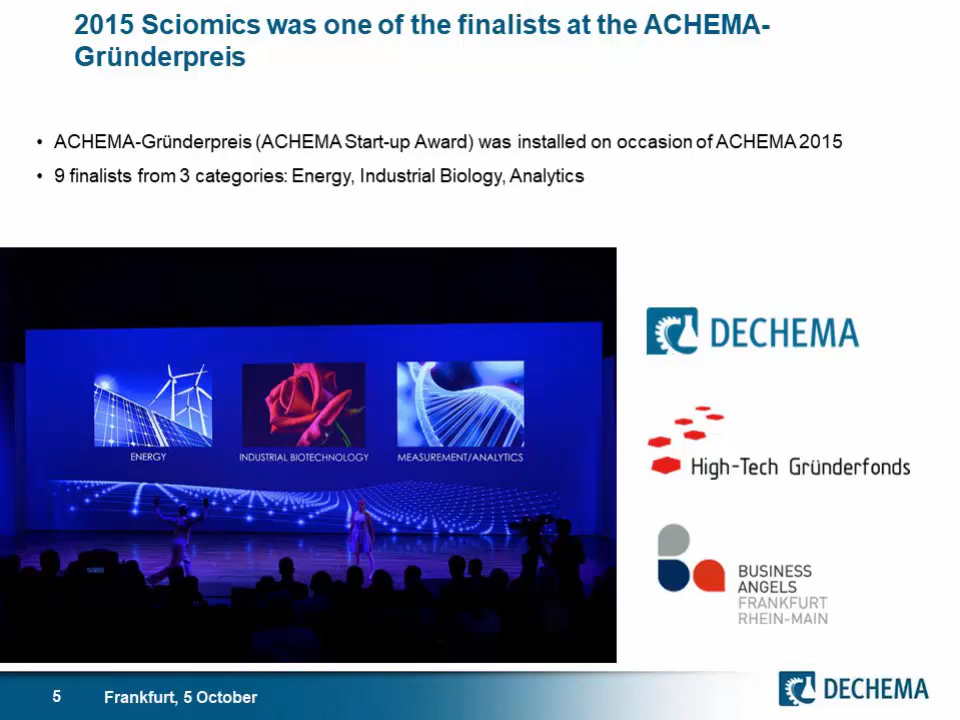 2015 Sciomics was one of the finalists at the ACHEMA-
Gründerpreis
• ACHEMA-Gründerpreis (ACHEMA Start-up Award) was installed on occasion of ACHEMA 2015
• 9 finalists from 3 categories: Energy, Industrial Biology, Analytics
ENERGY
INDUSTRIAL BIOTECHNOLOGY
MEASUREMENT/ANALYTICS
DECHEMA
High-Tech Gründerfonds
BUSINESS
ANGELS
FRANKFURT
RHEIN-MAIN
5
Frankfurt, 5 October
DECHEMA